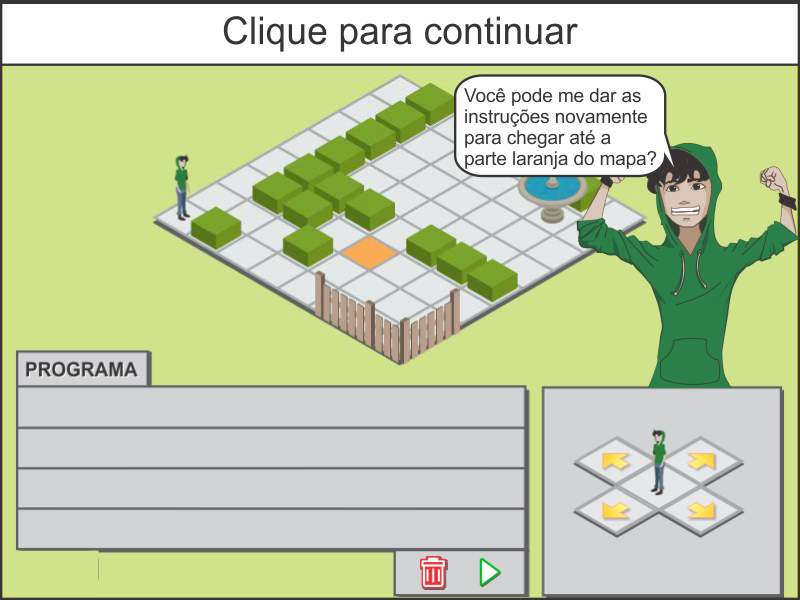 Clique para continuar
Você pode me dar as
instruções novamente
para chegar até a
parte laranja do mapa?
PROGRAMA